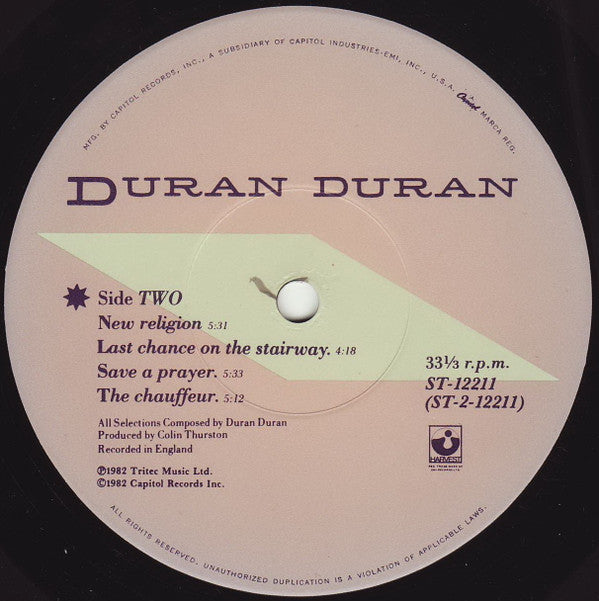 MFG. BY CAPITOL RECORDS, INC., A SUBSIDIARY OF CAPITOL INDUSTRIES-EMI, INC., U.S.A. Capitol MARCA REG.
DURAN DURAN
Side TWO
New religion 5:31
Last chance on the stairway. 4:18
Save a prayer. 5:33
The chauffeur. 5:12
33⅓ r.p.m.
ST-12211
(ST-2-12211)
All Selections Composed by Duran Duran
Produced by Colin Thurston
Recorded in England
℗1982 Tritec Music Ltd.
©1982 Capitol Records Inc.
HARVEST
ALL RIGHTS RESERVED. UNAUTHORIZED DUPLICATION IS A VIOLATION OF APPLICABLE LAWS.